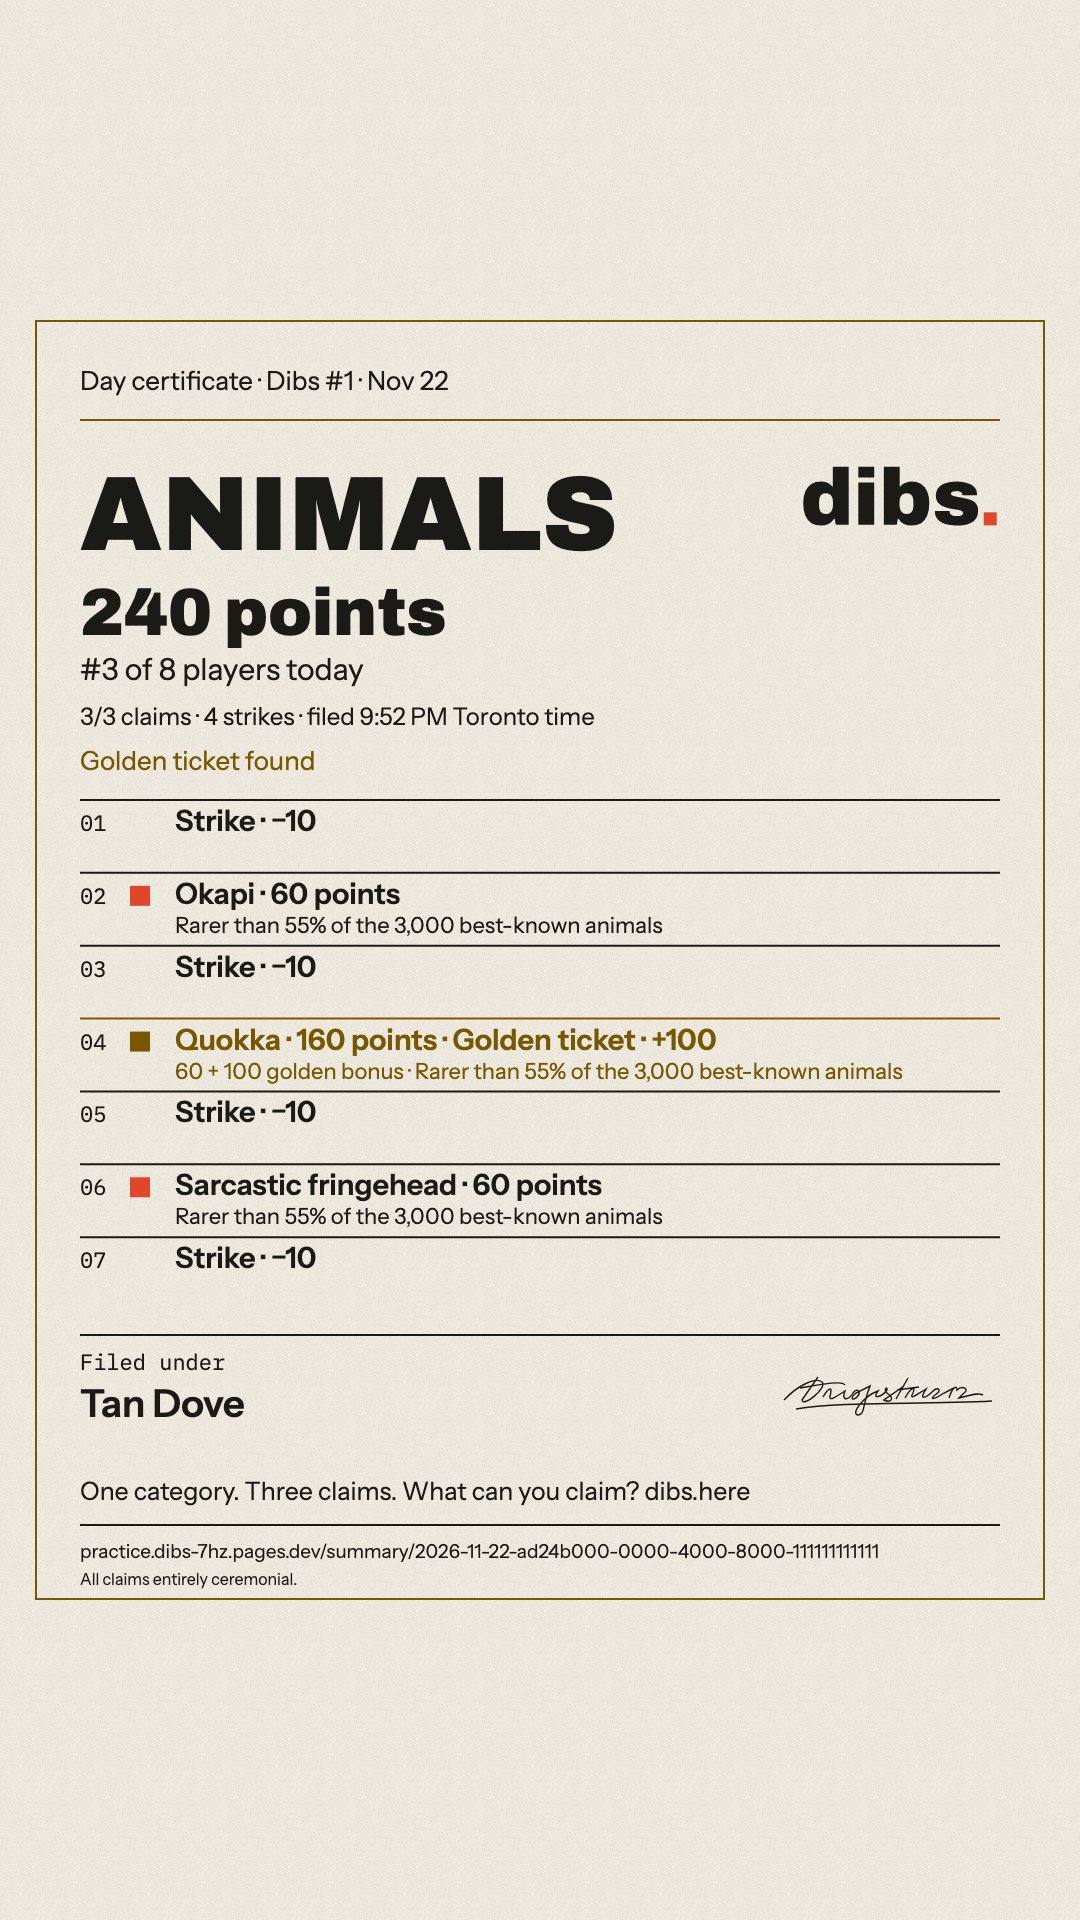 Day certificate · Dibs #1 · Nov 22
ANIMALS
dibs.
240 points
#3 of 8 players today
3/3 claims · 4 strikes · filed 9:52 PM Toronto time
Golden ticket found
01 Strike · −10
02 Okapi · 60 points
Rarer than 55% of the 3,000 best-known animals
03 Strike · −10
04 Quokka · 160 points · Golden ticket · +100
60 + 100 golden bonus · Rarer than 55% of the 3,000 best-known animals
05 Strike · −10
06 Sarcastic fringehead · 60 points
Rarer than 55% of the 3,000 best-known animals
07 Strike · −10
Filed under
Tan Dove
One category. Three claims. What can you claim? dibs.here
practice.dibs-7hz.pages.dev/summary/2026-11-22-ad24b000-0000-4000-8000-111111111111
All claims entirely ceremonial.